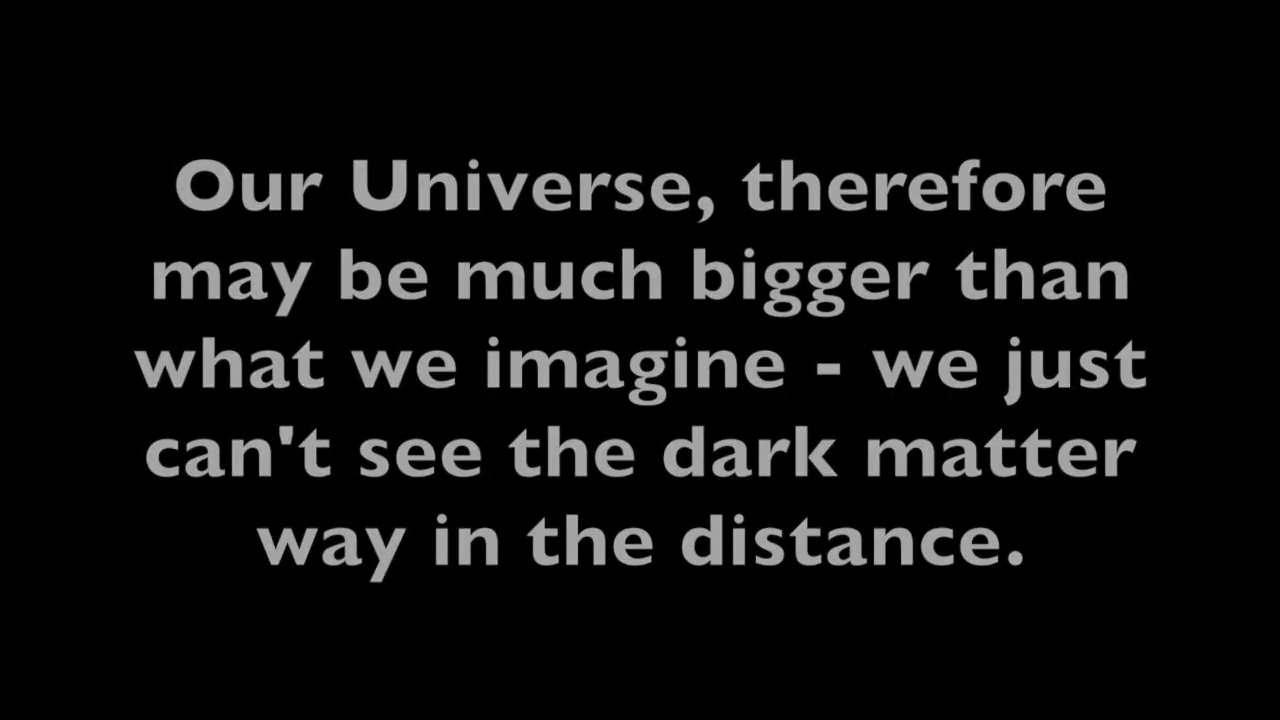 Our Universe, therefore
may be much bigger than
what we imagine - we just
can't see the dark matter
way in the distance.